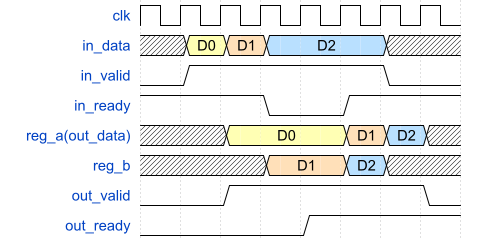 clk
in_data D0 D1 D2
in_valid
in_ready
reg_a(out_data) D0 D1 D2
reg_b D1 D2
out_valid
out_ready